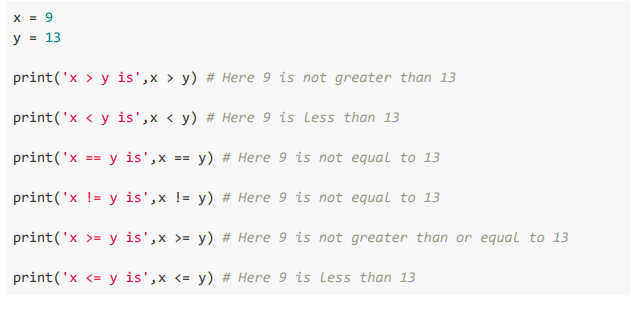 x = 9
y = 13
print('x > y is',x > y) # Here 9 is not greater than 13
print('x < y is',x < y) # Here 9 is less than 13
print('x == y is',x == y) # Here 9 is not equal to 13
print('x != y is',x != y) # Here 9 is not equal to 13
print('x >= y is',x >= y) # Here 9 is not greater than or equal to 13
print('x <= y is',x <= y) # Here 9 is less than 13